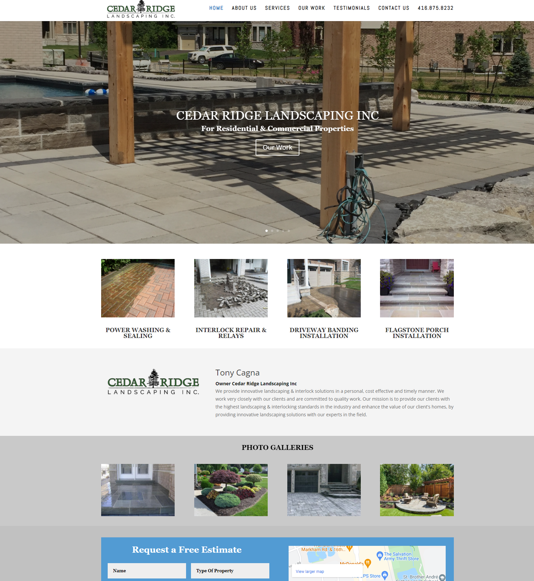 CEDAR RIDGE
LANDSCAPING INC.
HOME ABOUT US SERVICES OUR WORK TESTIMONIALS CONTACT US 416.875.8232
CEDAR RIDGE LANDSCAPING INC
For Residential & Commercial Properties
Our Work
POWER WASHING &
SEALING
INTERLOCK REPAIR &
RELAYS
DRIVEWAY BANDING
INSTALLATION
FLAGSTONE PORCH
INSTALLATION
CEDAR RIDGE
LANDSCAPING INC.
Tony Cagna
Owner Cedar Ridge Landscaping Inc
We provide innovative landscaping & interlock solutions in a personal, cost effective and timely manner. We
work very closely with our clients and are committed to quality work. Our mission is to provide our clients with
the highest landscaping & interlocking standards in the industry and enhance the value of our client's homes, by
providing innovative landscaping solutions with our experts in the field.
PHOTO GALLERIES
Request a Free Estimate
Name
Type Of Property
View larger map
The Salvation
Army Thrift Store